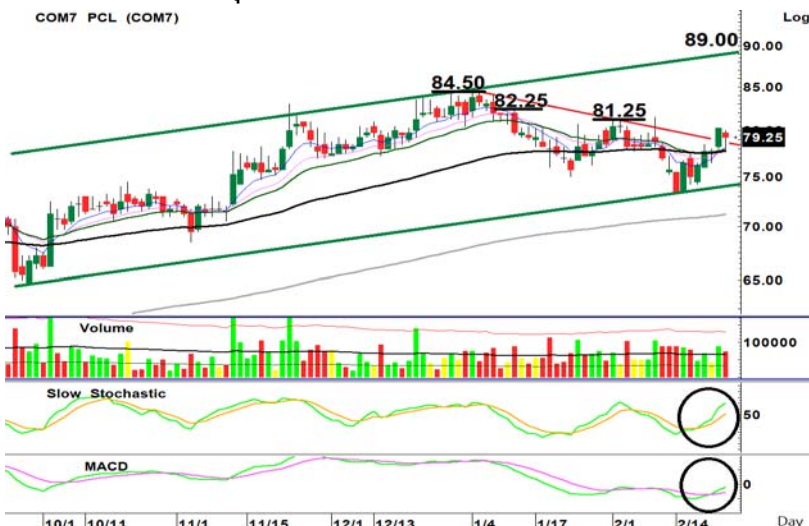 COM7 PCL (COM7)
Log
89.00
90.00
84.50
85.00
82.25
81.25
79.25
75.00
70.00
65.00
Volume
100000
Slow Stochastic
50
MACD
0
10/1 10/11 11/1 11/15 12/1 12/13 1/4 1/17 2/1 2/14 Day